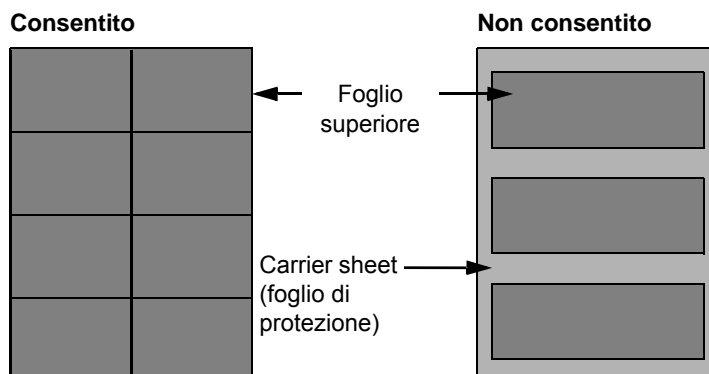 Consentito
Non consentito
Foglio
superiore
Carrier sheet
(foglio di
protezione)